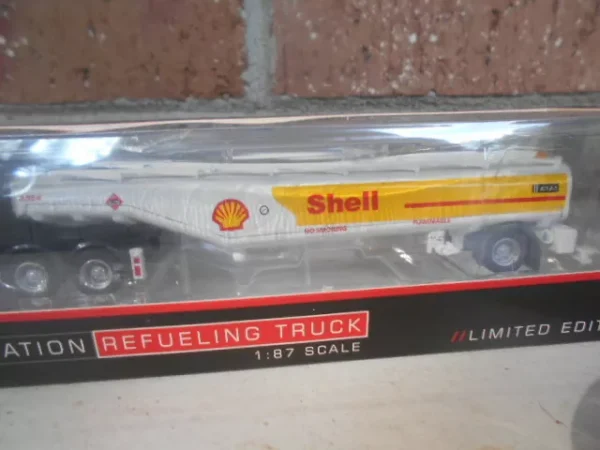 Shell
NO SMOKING
FLAMMABLE
ATION REFUELING TRUCK
1:87 SCALE
//LIMITED EDIT